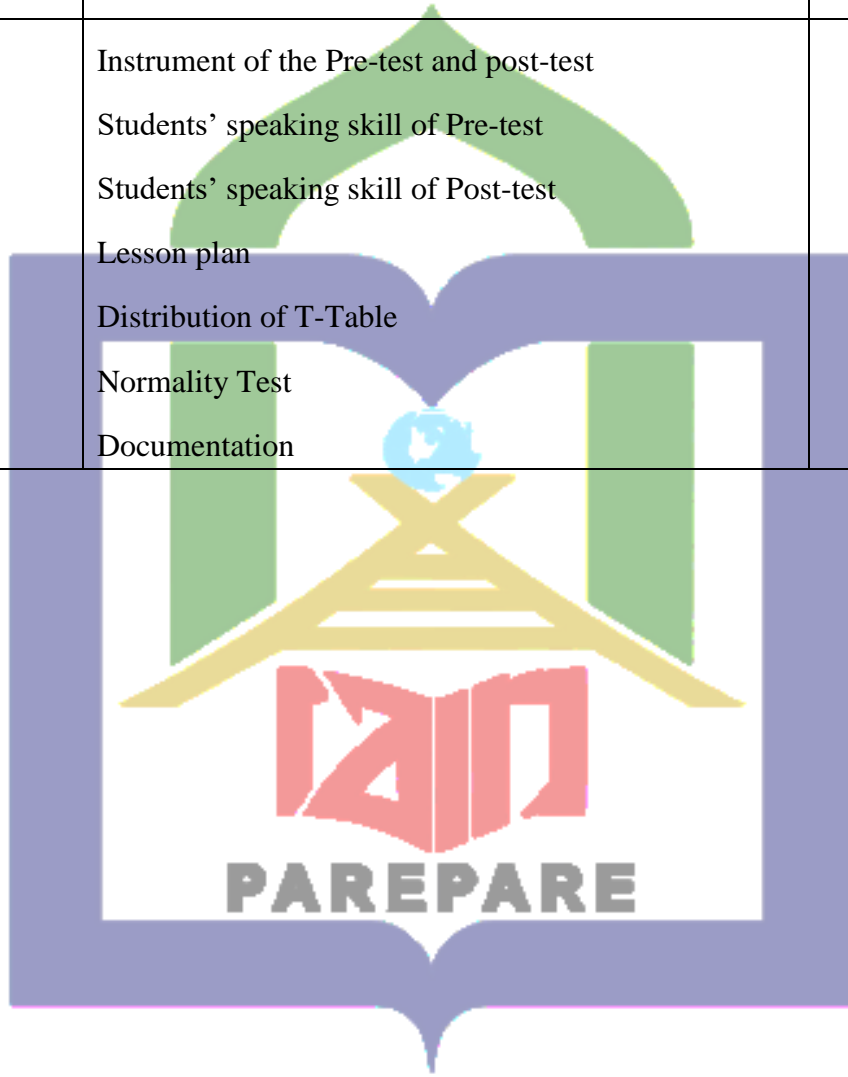 Instrument of the Pre-test and post-test
Students’ speaking skill of Pre-test
Students’ speaking skill of Post-test
Lesson plan
Distribution of T-Table
Normality Test
Documentation
iain
PAREPARE